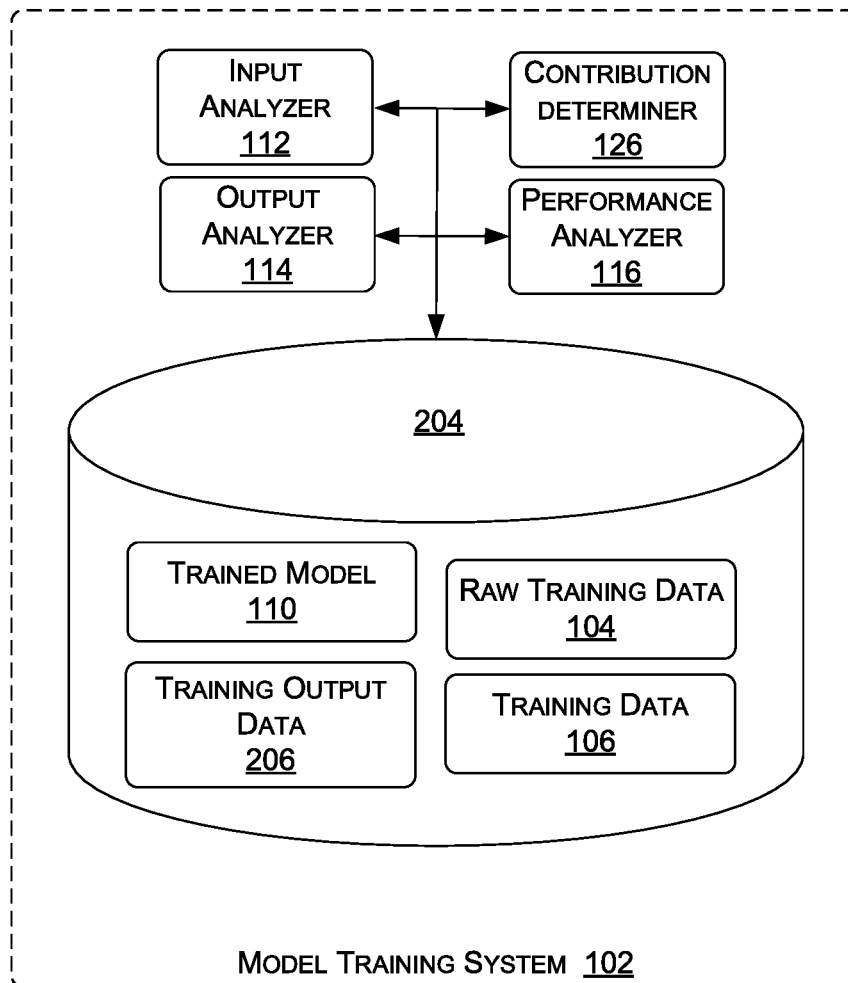 INPUT
ANALYZER
112
CONTRIBUTION
DETERMINER
126
OUTPUT
ANALYZER
114
PERFORMANCE
ANALYZER
116
204
TRAINED MODEL
110
RAW TRAINING DATA
104
TRAINING OUTPUT
DATA
206
TRAINING DATA
106
MODEL TRAINING SYSTEM 102